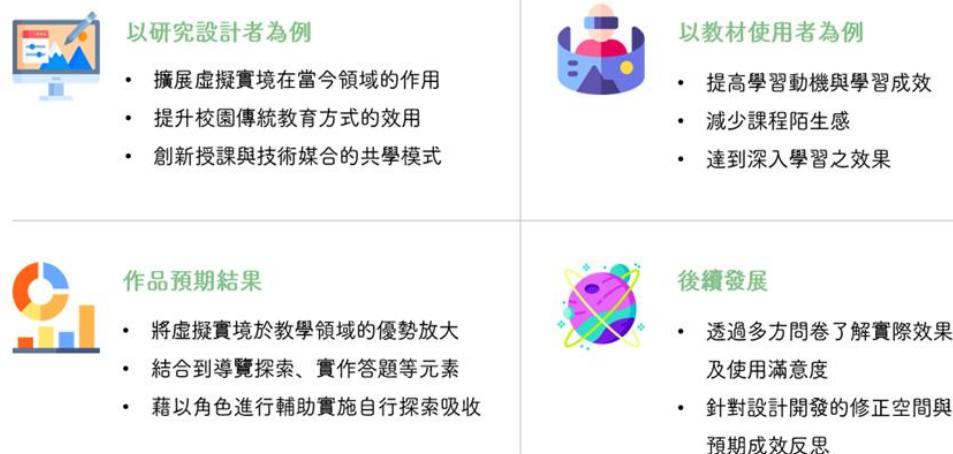 以研究設計者為例
• 擴展虛擬實境在當今領域的作用
• 提升校園傳統教育方式的效用
• 創新授課與技術媒合的共學模式
以教材使用者為例
• 提高學習動機與學習成效
• 減少課程陌生感
• 達到深入學習之效果
作品預期結果
• 將虛擬實境於教學領域的優勢放大
• 結合到導覽探索、實作答題等元素
• 藉以角色進行輔助實施自行探索吸收
後續發展
• 透過多方問卷了解實際效果
及使用滿意度
• 針對設計開發的修正空間與
預期成效反思